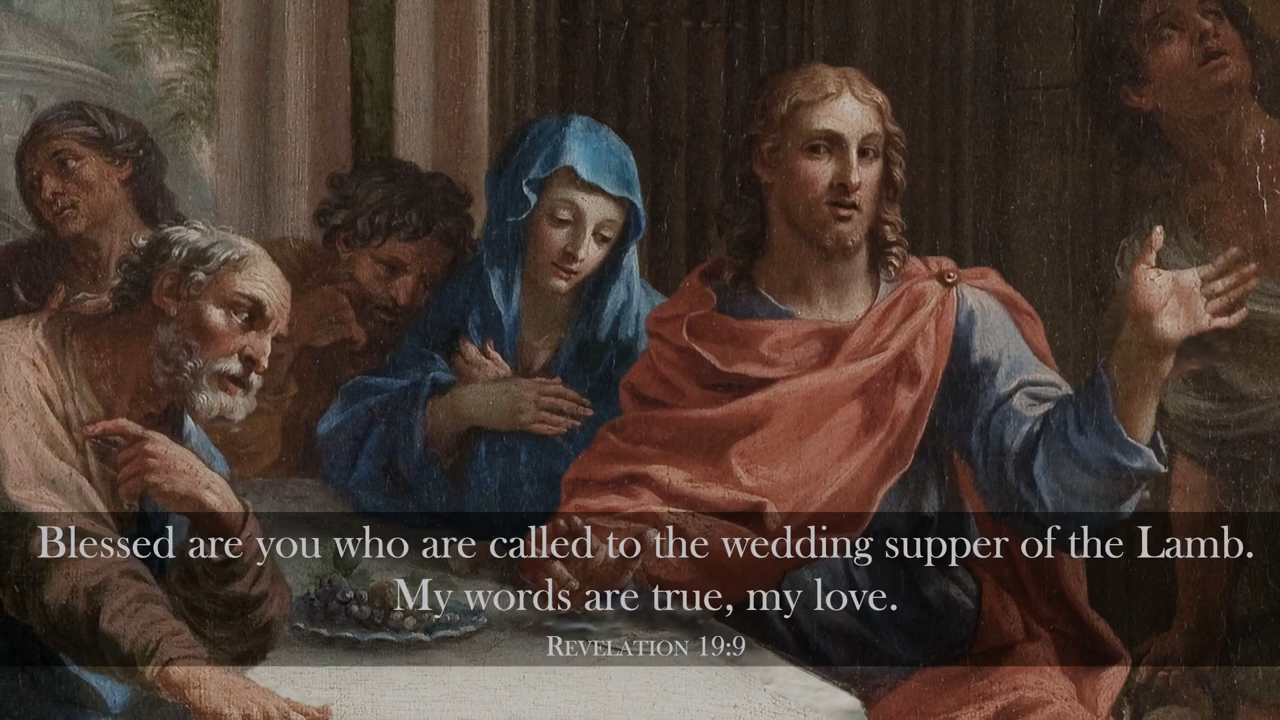 Blessed are you who are called to the wedding supper of the Lamb.
My words are true, my love.
Revelation 19:9